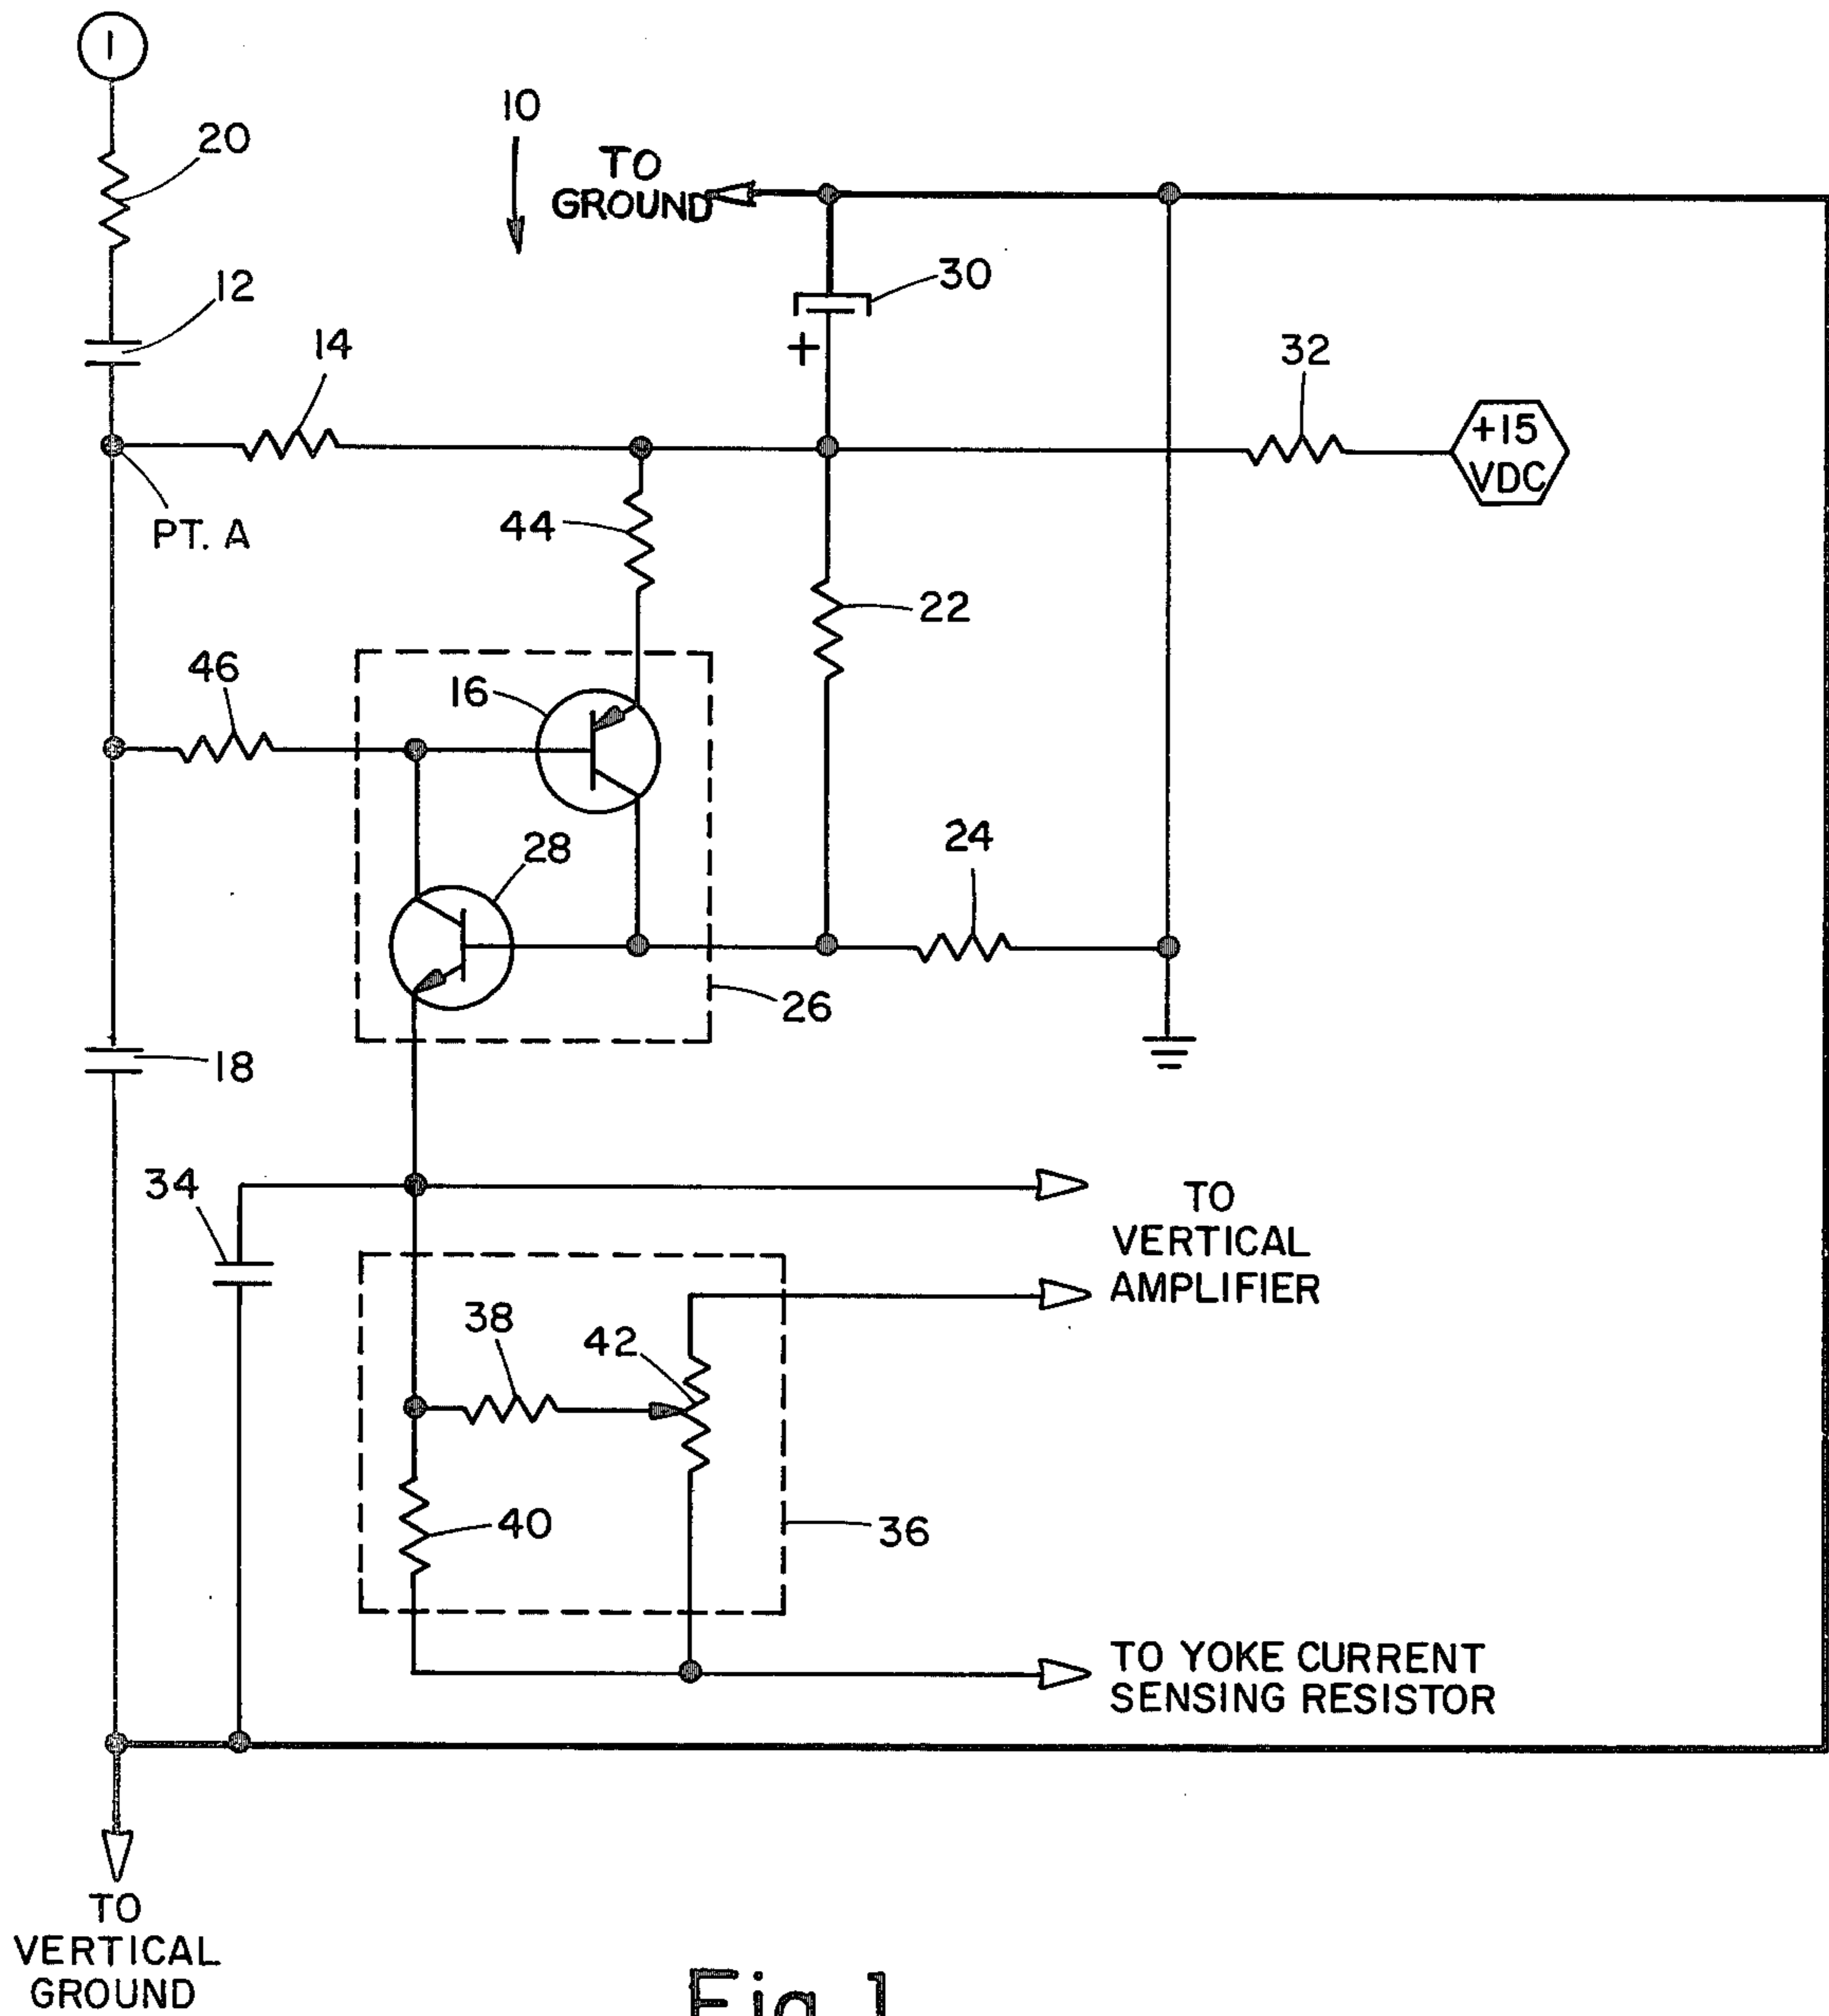 1
20
10
TO
GROUND
12
30
+
14
32
+15
VDC
44
PT. A
22
46
16
28
24
26
18
34
TO
VERTICAL
AMPLIFIER
38
42
40
36
TO YOKE CURRENT
SENSING RESISTOR
TO
VERTICAL
GROUND
Fig. 1